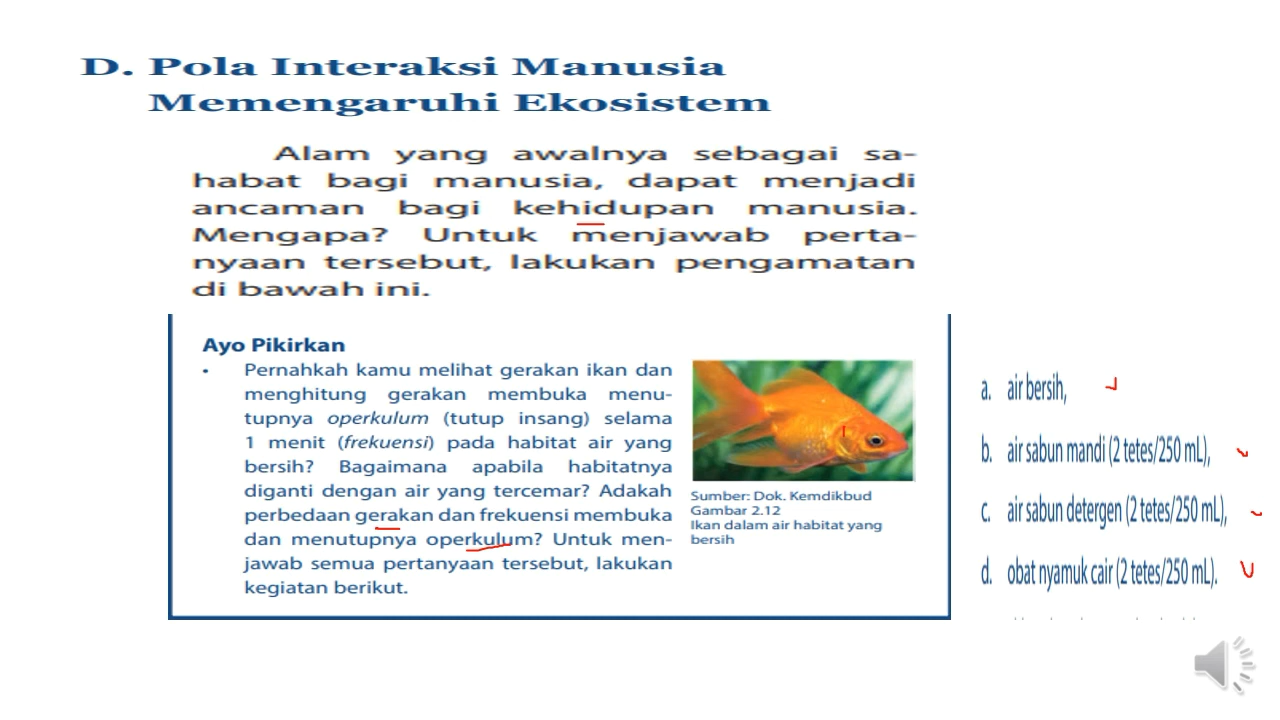 D. Pola Interaksi Manusia
Memengaruhi Ekosistem
Alam yang awalnya sebagai sa-
habat bagi manusia, dapat menjadi
ancaman bagi kehidupan manusia.
Mengapa? Untuk menjawab perta-
nyaan tersebut, lakukan pengamatan
di bawah ini.
Ayo Pikirkan
• Pernahkah kamu melihat gerakan ikan dan
menghitung gerakan membuka menu-
tupnya operkulum (tutup insang) selama
1 menit (frekuensi) pada habitat air yang
bersih? Bagaimana apabila habitatnya
diganti dengan air yang tercemar? Adakah
perbedaan gerakan dan frekuensi membuka
dan menutupnya operkulum? Untuk men-
jawab semua pertanyaan tersebut, lakukan
kegiatan berikut.
Sumber: Dok. Kemdikbud
Gambar 2.12
Ikan dalam air habitat yang
bersih
a. air bersih,
b. air sabun mandi (2 tetes/250 mL),
c. air sabun detergen (2 tetes/250 mL),
d. obat nyamuk cair (2 tetes/250 mL).